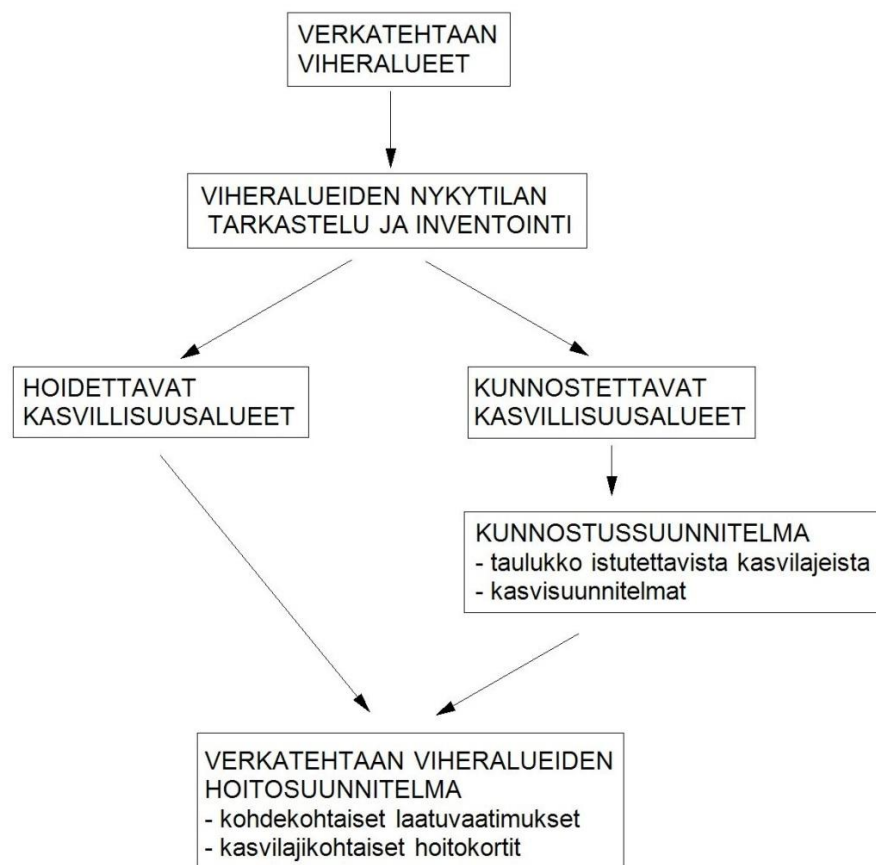 VERKATEHTAAN
VIHERALUEET
VIHERALUEIDEN NYKYTILAN
TARKASTELU JA INVENTOINTI
HOIDETTAVAT
KASVILLISUUSALUEET
KUNNOSTETTAVAT
KASVILLISUUSALUEET
KUNNOSTUSSUUNNITELMA
- taulukko istutettavista kasvilajeista
- kasvisuunnitelmat
VERKATEHTAAN VIHERALUEIDEN
HOITOSUUNNITELMA
- kohdekohtaiset laatuvaatimukset
- kasvilajikohtaiset hoitokortit